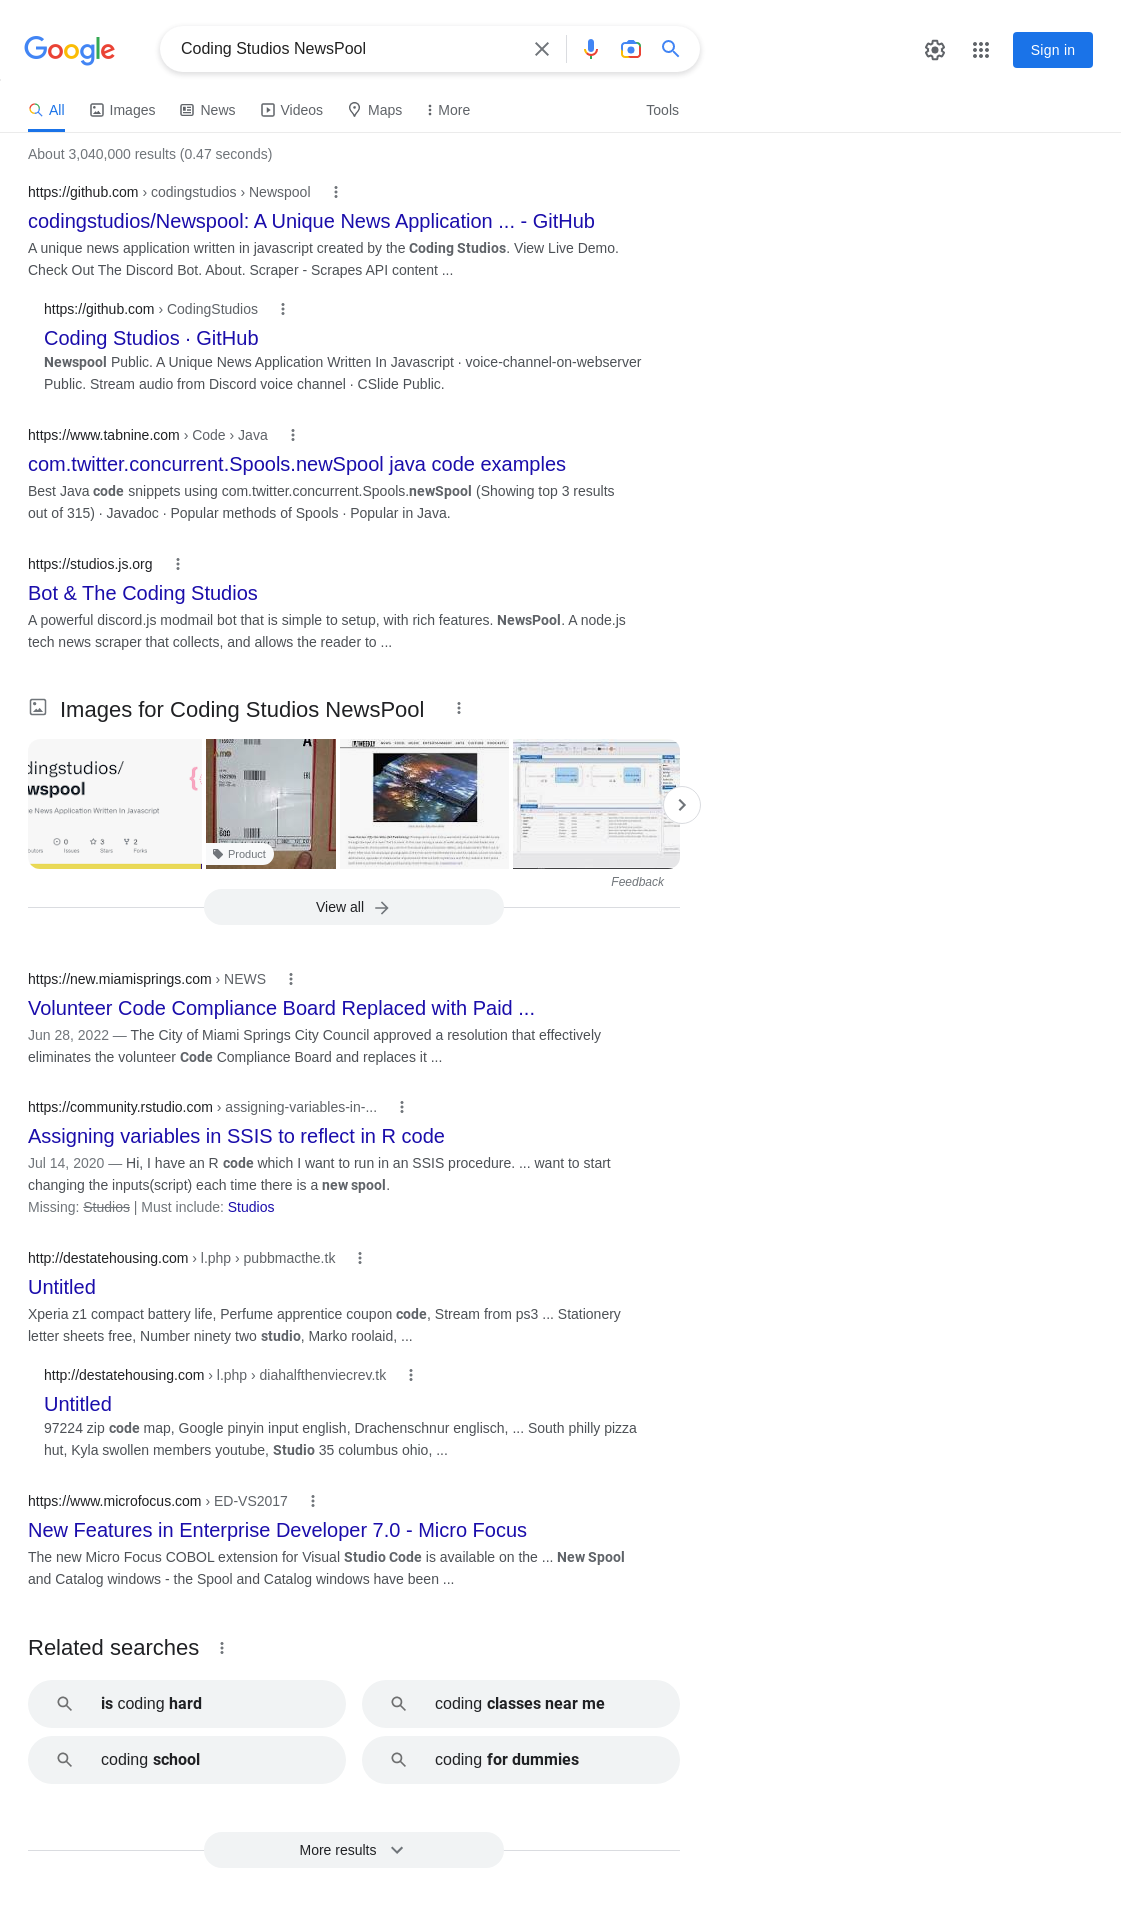 Google
Coding Studios NewsPool
Sign in
All
Images
News
Videos
Maps
More
Tools
About 3,040,000 results (0.47 seconds)
https://github.com › codingstudios › Newspool
codingstudios/Newspool: A Unique News Application ... - GitHub
A unique news application written in javascript created by the Coding Studios. View Live Demo.
Check Out The Discord Bot. About. Scraper - Scrapes API content ...
https://github.com › CodingStudios
Coding Studios · GitHub
Newspool Public. A Unique News Application Written In Javascript · voice-channel-on-webserver
Public. Stream audio from Discord voice channel · CSlide Public.
https://www.tabnine.com › Code › Java
com.twitter.concurrent.Spools.newSpool java code examples
Best Java code snippets using com.twitter.concurrent.Spools.newSpool (Showing top 3 results
out of 315) · Javadoc · Popular methods of Spools · Popular in Java.
https://studios.js.org
Bot & The Coding Studios
A powerful discord.js modmail bot that is simple to setup, with rich features. NewsPool. A node.js
tech news scraper that collects, and allows the reader to ...
Images for Coding Studios NewsPool
dingstudios/
wspool
e News Application Written In Javascript
0
3
2
Issues
Stars
Forks
Product
Feedback
View all
https://new.miamisprings.com › NEWS
Volunteer Code Compliance Board Replaced with Paid ...
Jun 28, 2022 — The City of Miami Springs City Council approved a resolution that effectively
eliminates the volunteer Code Compliance Board and replaces it ...
https://community.rstudio.com › assigning-variables-in-...
Assigning variables in SSIS to reflect in R code
Jul 14, 2020 — Hi, I have an R code which I want to run in an SSIS procedure. ... want to start
changing the inputs(script) each time there is a new spool.
Missing: Studios | Must include: Studios
http://destatehousing.com › l.php › pubbmacthe.tk
Untitled
Xperia z1 compact battery life, Perfume apprentice coupon code, Stream from ps3 ... Stationery
letter sheets free, Number ninety two studio, Marko roolaid, ...
http://destatehousing.com › l.php › diahalfthenviecrev.tk
Untitled
97224 zip code map, Google pinyin input english, Drachenschnur englisch, ... South philly pizza
hut, Kyla swollen members youtube, Studio 35 columbus ohio, ...
https://www.microfocus.com › ED-VS2017
New Features in Enterprise Developer 7.0 - Micro Focus
The new Micro Focus COBOL extension for Visual Studio Code is available on the ... New Spool
and Catalog windows - the Spool and Catalog windows have been ...
Related searches
is coding hard
coding classes near me
coding school
coding for dummies
More results